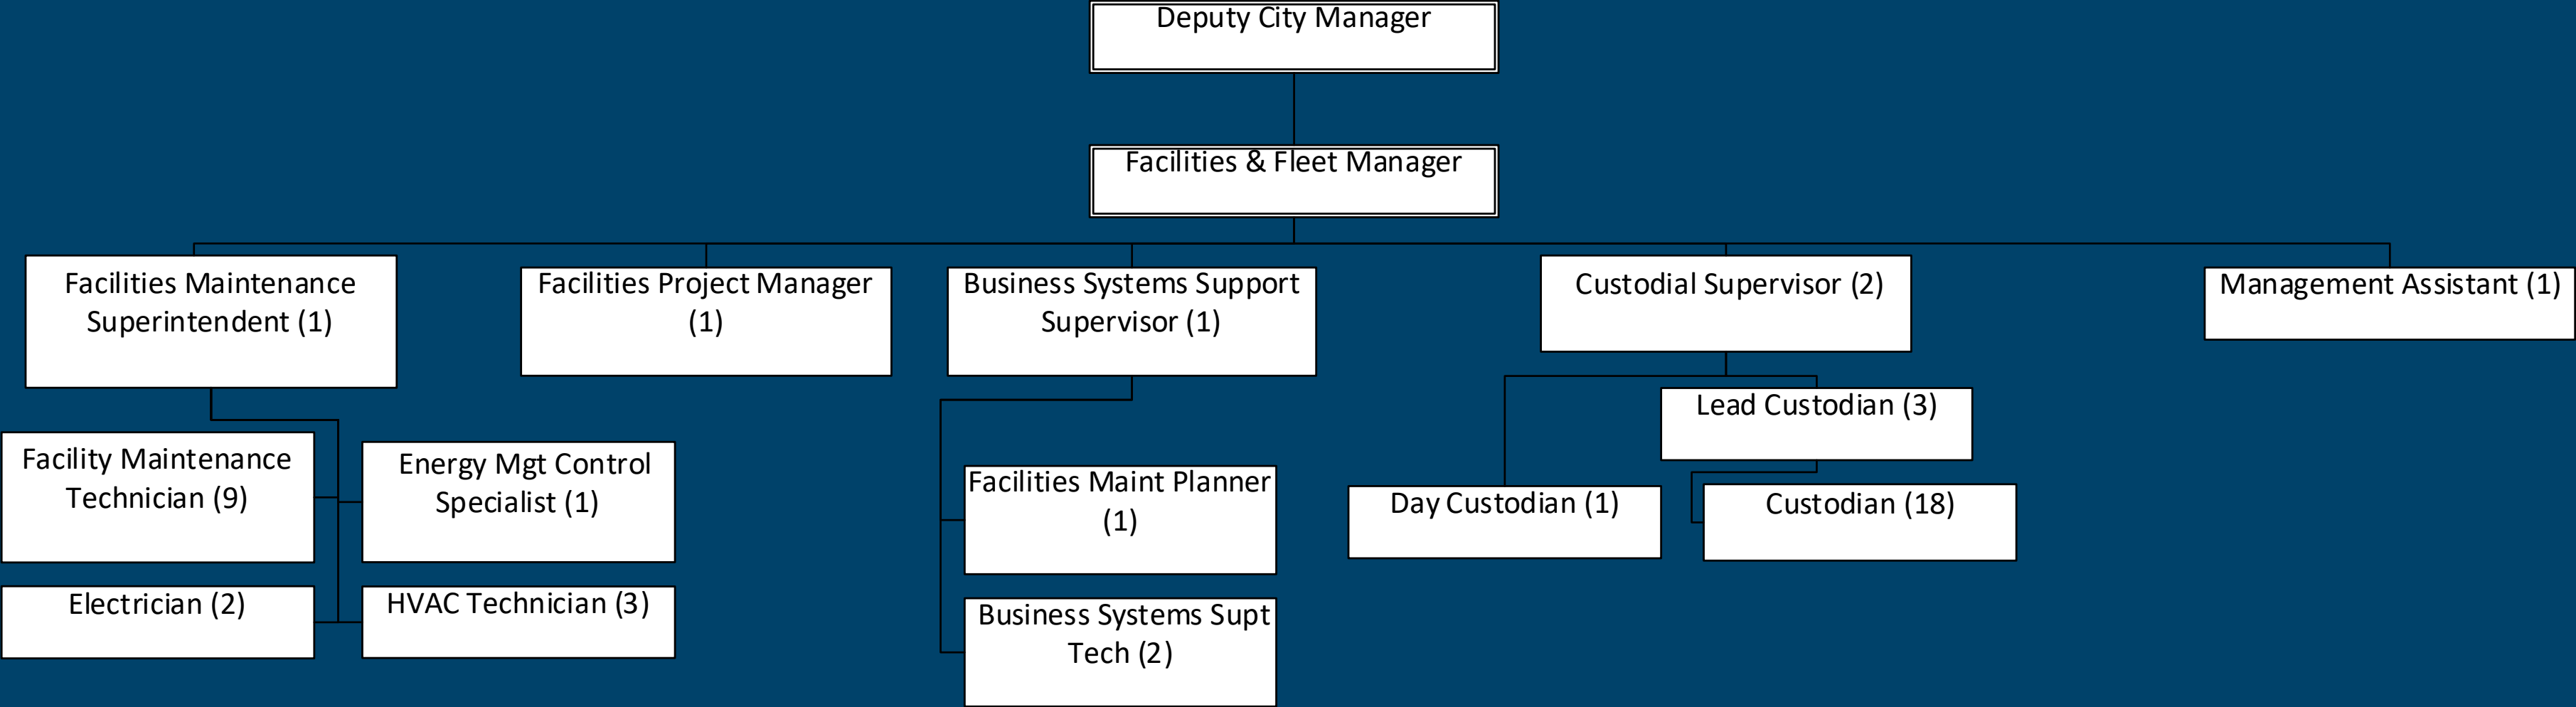 Deputy City Manager
Facilities & Fleet Manager
Facilities Maintenance
Superintendent (1)
Facilities Project Manager
(1)
Business Systems Support
Supervisor (1)
Custodial Supervisor (2)
Management Assistant (1)
Facility Maintenance
Technician (9)
Energy Mgt Control
Specialist (1)
Electrician (2)
HVAC Technician (3)
Facilities Maint Planner
(1)
Business Systems Supt
Tech (2)
Lead Custodian (3)
Day Custodian (1)
Custodian (18)